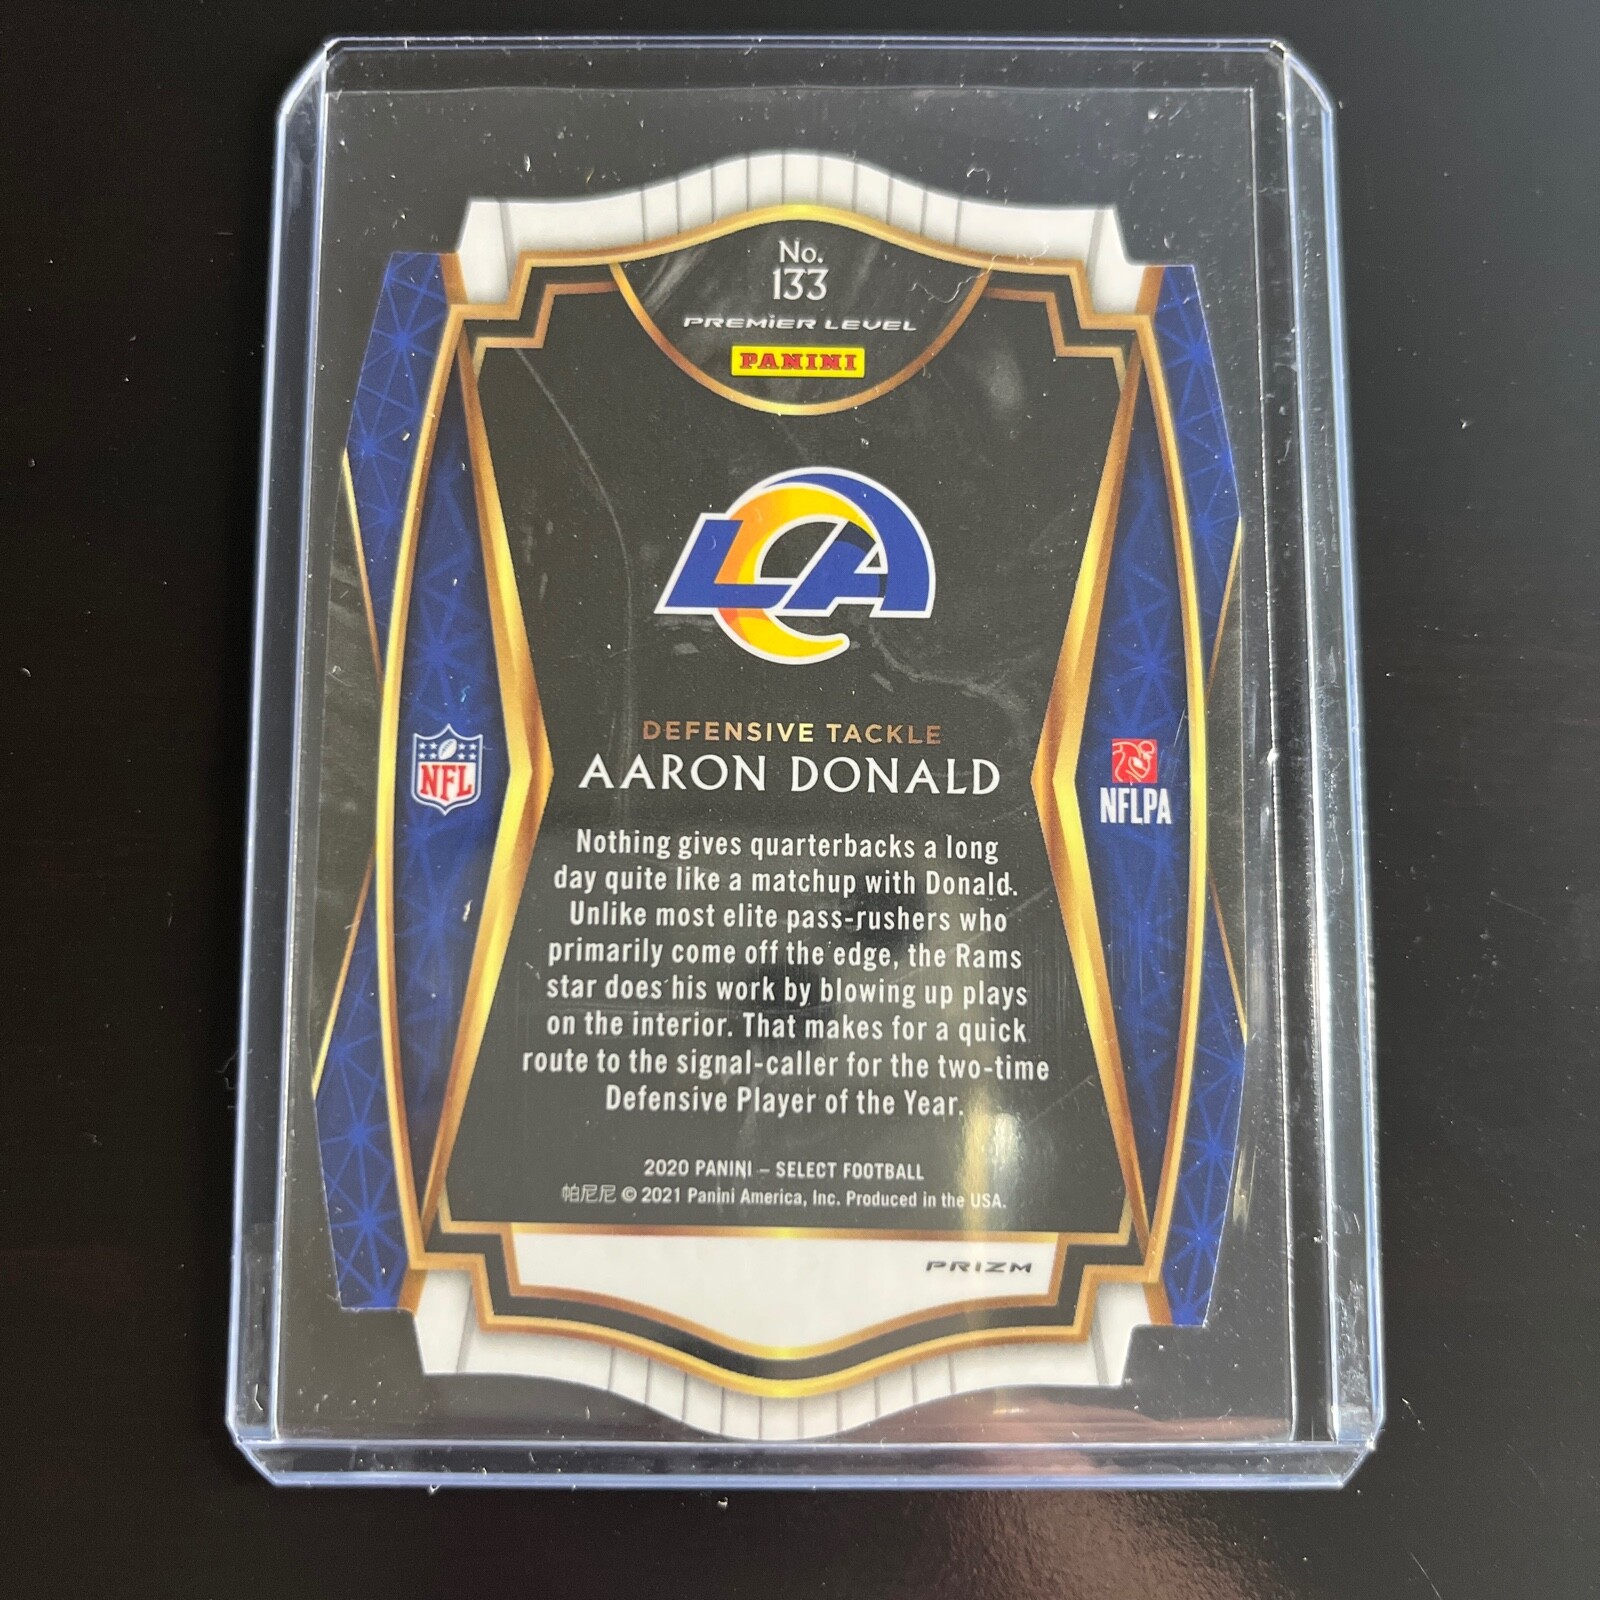 No.
133
PREMIER LEVEL
PANINI
LA
DEFENSIVE TACKLE
AARON DONALD
NFL
NFLPA
Nothing gives quarterbacks a long
day quite like a matchup with Donald.
Unlike most elite pass-rushers who
primarily come off the edge, the Rams
star does his work by blowing up plays
on the interior. That makes for a quick
route to the signal-caller for the two-time
Defensive Player of the Year.
2020 PANINI – SELECT FOOTBALL
帕尼尼 © 2021 Panini America, Inc. Produced in the USA.
PRIZM